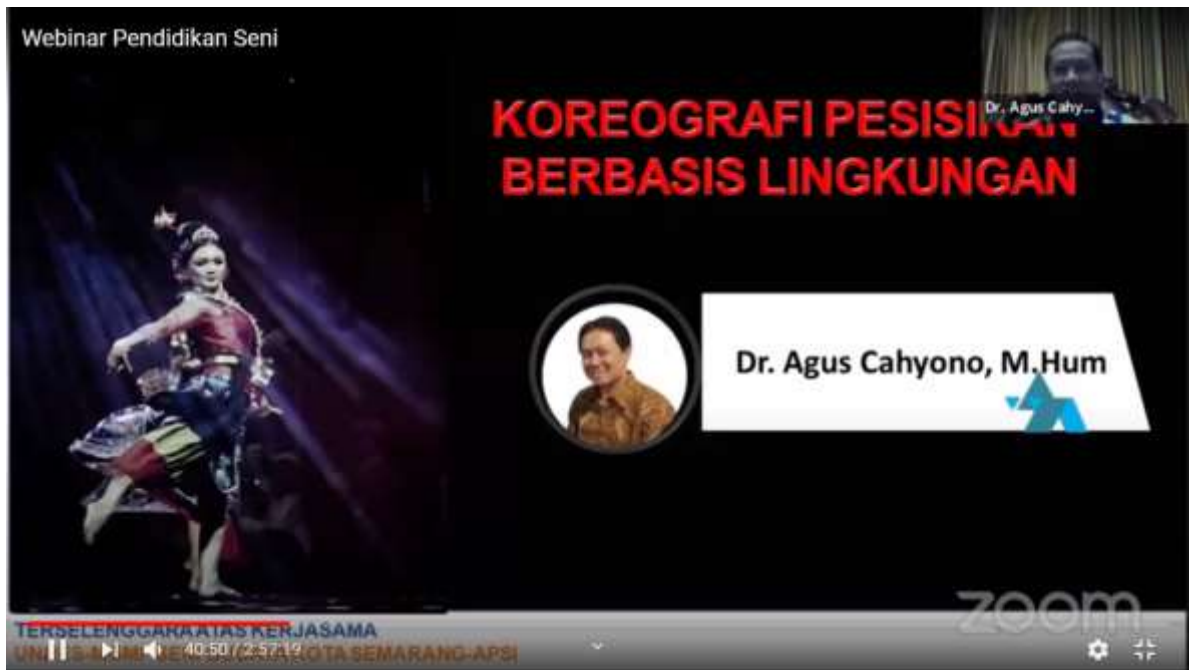 Webinar Pendidikan Seni
Dr. Agus Cahy...
KOREOGRAFI PESISIRAN
BERBASIS LINGKUNGAN
Dr. Agus Cahyono, M.Hum
zoom
TERSELENGGARA ATAS KERJASAMA
KOTA SEMARANG-APSI
40:50 / 2:57:19